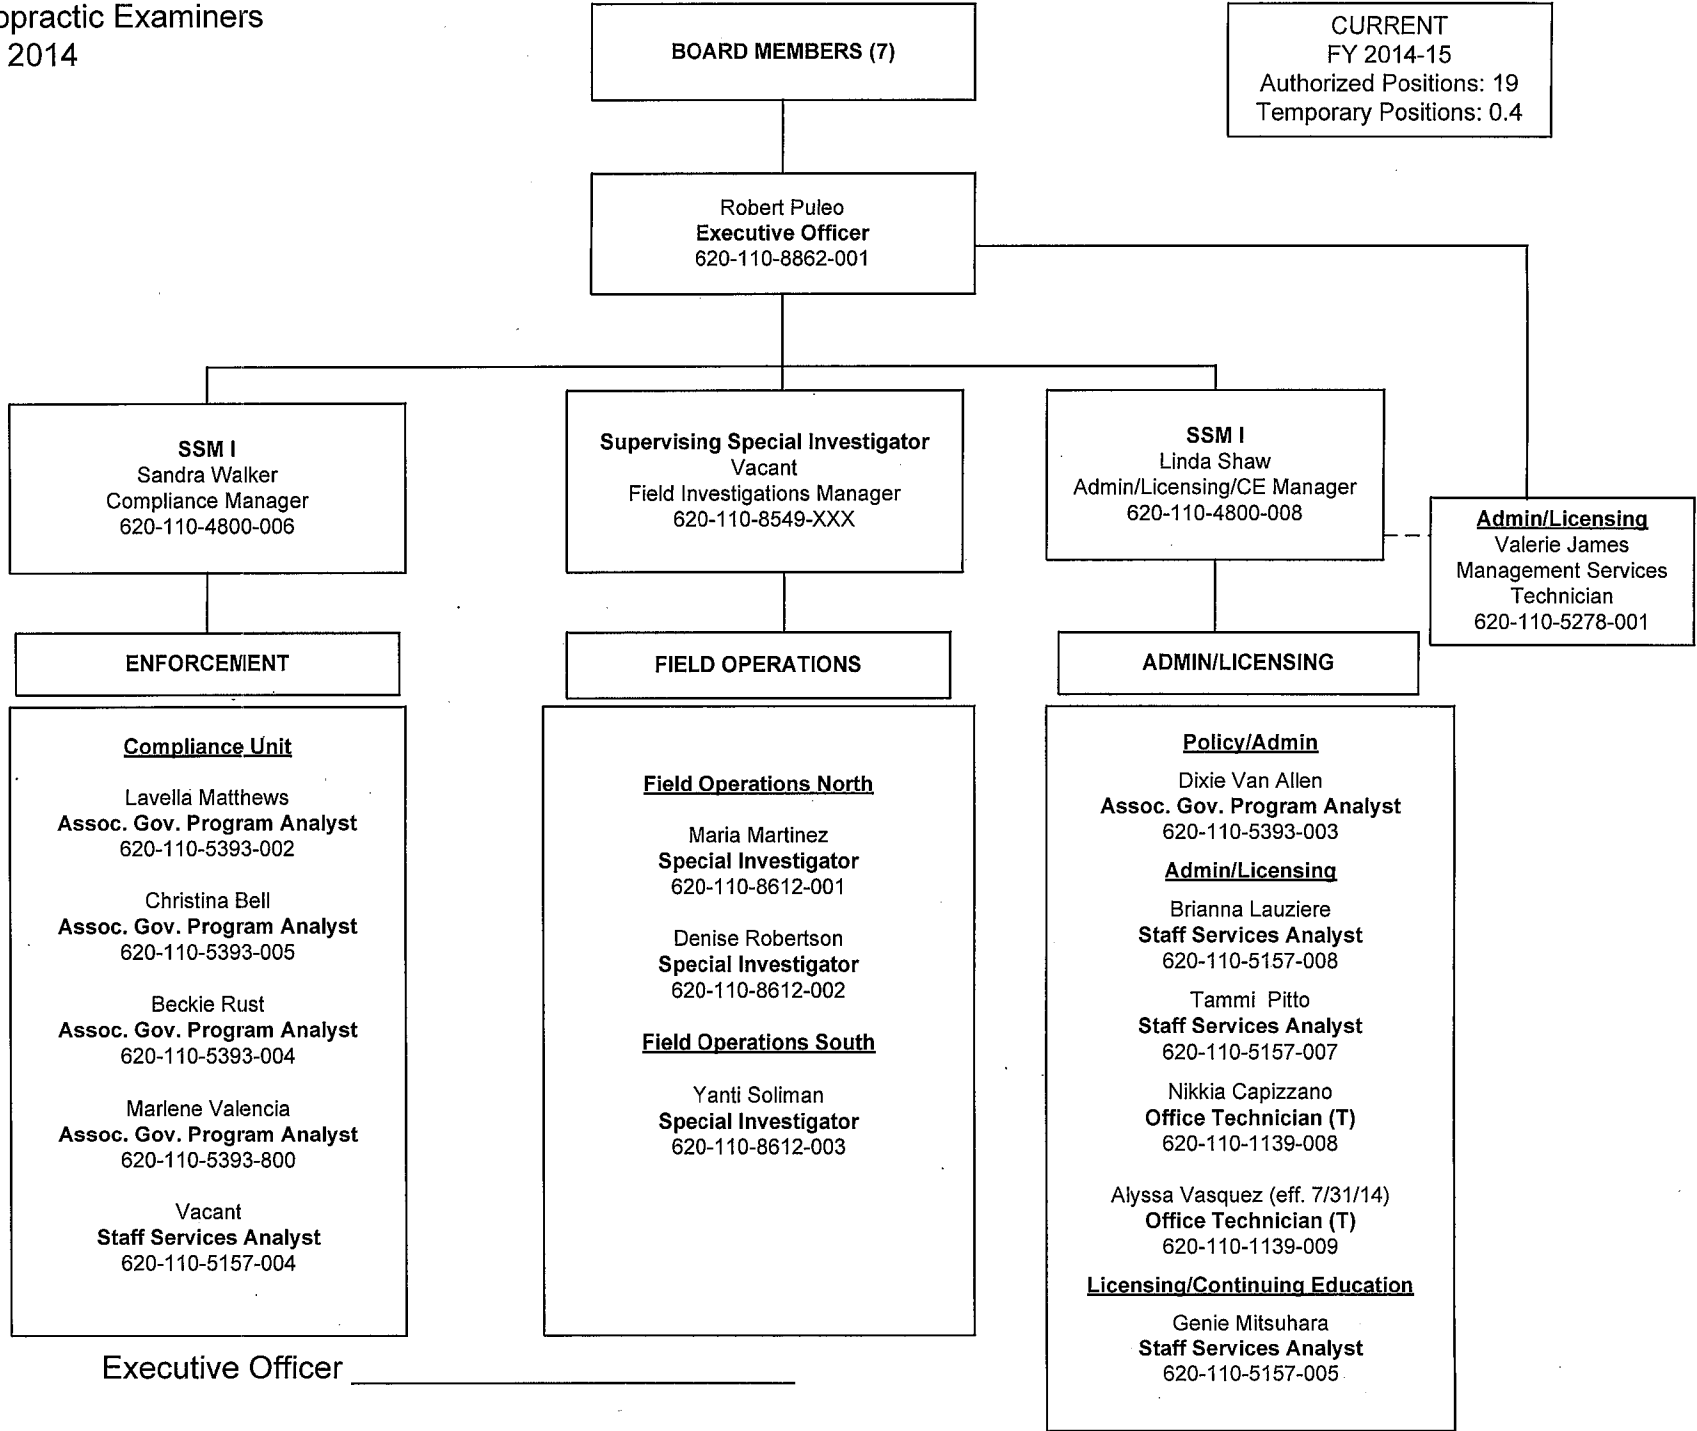 2014
BOARD MEMBERS (7)
CURRENT
FY 2014-15
Authorized Positions: 19
Temporary Positions: 0.4
Robert Puleo
Executive Officer
620-110-8862-001
SSM I
Sandra Walker
Compliance Manager
620-110-4800-006
Supervising Special Investigator
Vacant
Field Investigations Manager
620-110-8549-XXX
SSM I
Linda Shaw
Admin/Licensing/CE Manager
620-110-4800-008
Admin/Licensing
Valerie James
Management Services
Technician
620-110-5278-001
ENFORCEMENT
Compliance Unit
Lavella Matthews
Assoc. Gov. Program Analyst
620-110-5393-002
Christina Bell
Assoc. Gov. Program Analyst
620-110-5393-005
Beckie Rust
Assoc. Gov. Program Analyst
620-110-5393-004
Marlene Valencia
Assoc. Gov. Program Analyst
620-110-5393-800
Vacant
Staff Services Analyst
620-110-5157-004
FIELD OPERATIONS
Field Operations North
Maria Martinez
Special Investigator
620-110-8612-001
Denise Robertson
Special Investigator
620-110-8612-002
Field Operations South
Yanti Soliman
Special Investigator
620-110-8612-003
ADMIN/LICENSING
Policy/Admin
Dixie Van Allen
Assoc. Gov. Program Analyst
620-110-5393-003
Admin/Licensing
Brianna Lauziere
Staff Services Analyst
620-110-5157-008
Tammi Pitto
Staff Services Analyst
620-110-5157-007
Nikkia Capizzano
Office Technician (T)
620-110-1139-008
Alyssa Vasquez (eff. 7/31/14)
Office Technician (T)
620-110-1139-009
Licensing/Continuing Education
Genie Mitsuhara
Staff Services Analyst
620-110-5157-005
Executive Officer
opractic Examiners